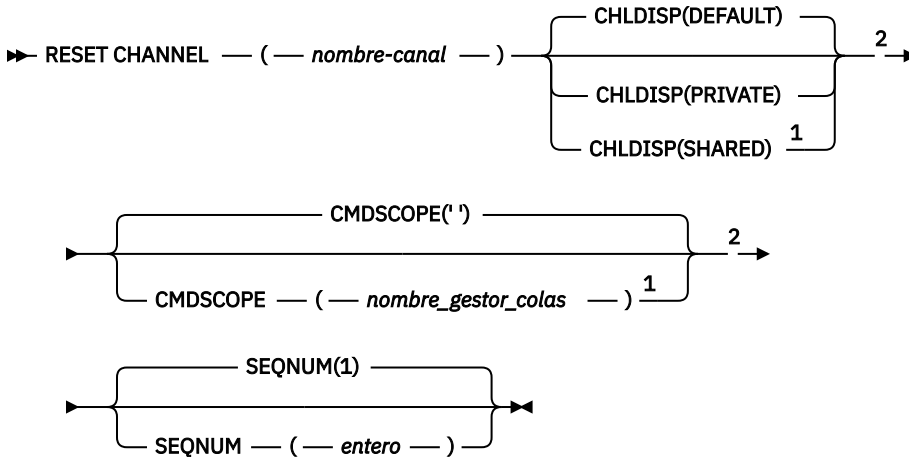 CHLDISP(DEFAULT)
RESET CHANNEL ( nombre-canal ) 2
CHLDISP(PRIVATE)
CHLDISP(SHARED) 1
CMDSCOPE(' ')
2
CMDSCOPE ( nombre_gestor_colas ) 1
SEQNUM(1)
SEQNUM ( entero )